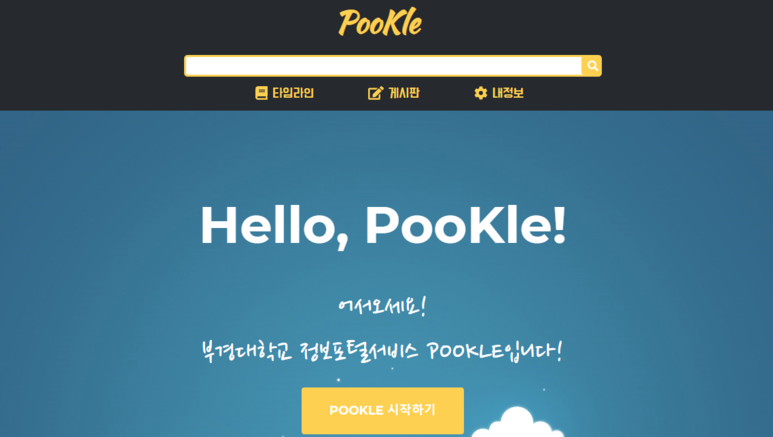 PooKle
타임라인 게시판 내정보
Hello, PooKle!
어서오세요!
부경대학교 정보포털서비스 POOKLE입니다!
POOKLE 시작하기